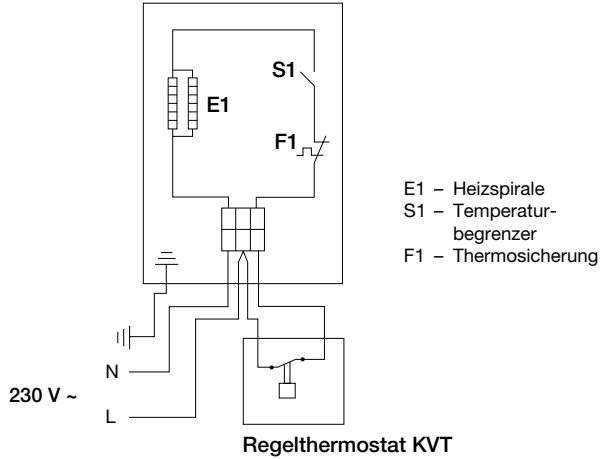 S1
E1
F1
E1 – Heizspirale
S1 – Temperatur-
begrenzer
F1 – Thermosicherung
N
230 V ~
L
Regelthermostat KVT